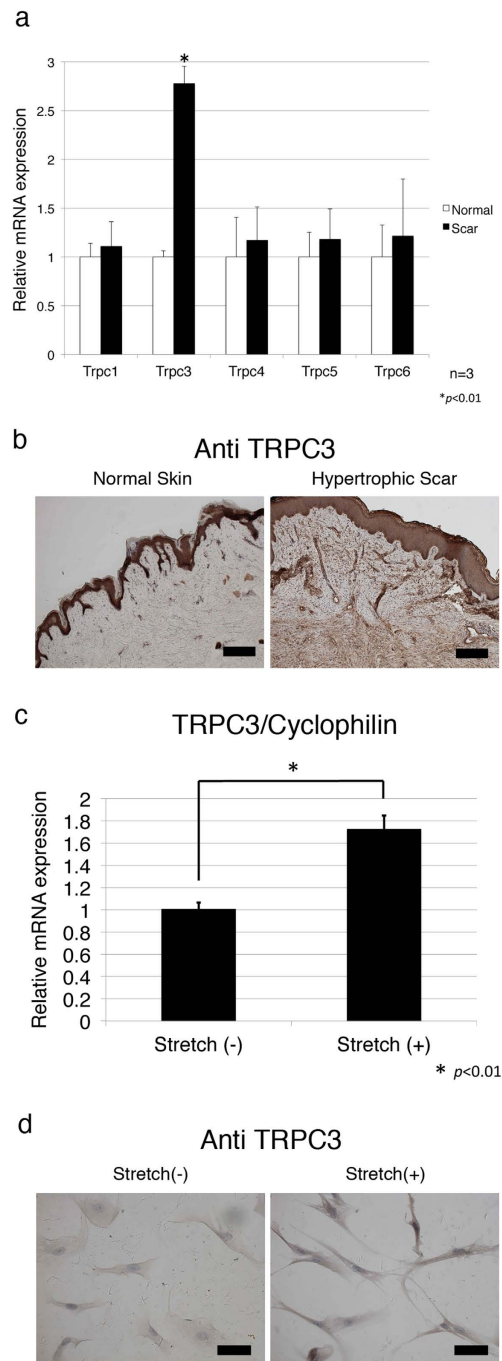 a
Relative mRNA expression
3
2.5
2
1.5
1
0.5
0
*
Trpc1 Trpc3 Trpc4 Trpc5 Trpc6
Normal
Scar
n=3
*p<0.01
b
Anti TRPC3
Normal Skin Hypertrophic Scar
c
TRPC3/Cyclophilin
*
Relative mRNA expression
2
1.8
1.6
1.4
1.2
1
0.8
0.6
0.4
0.2
0
Stretch (-) Stretch (+)
* p<0.01
d
Anti TRPC3
Stretch(-) Stretch(+)